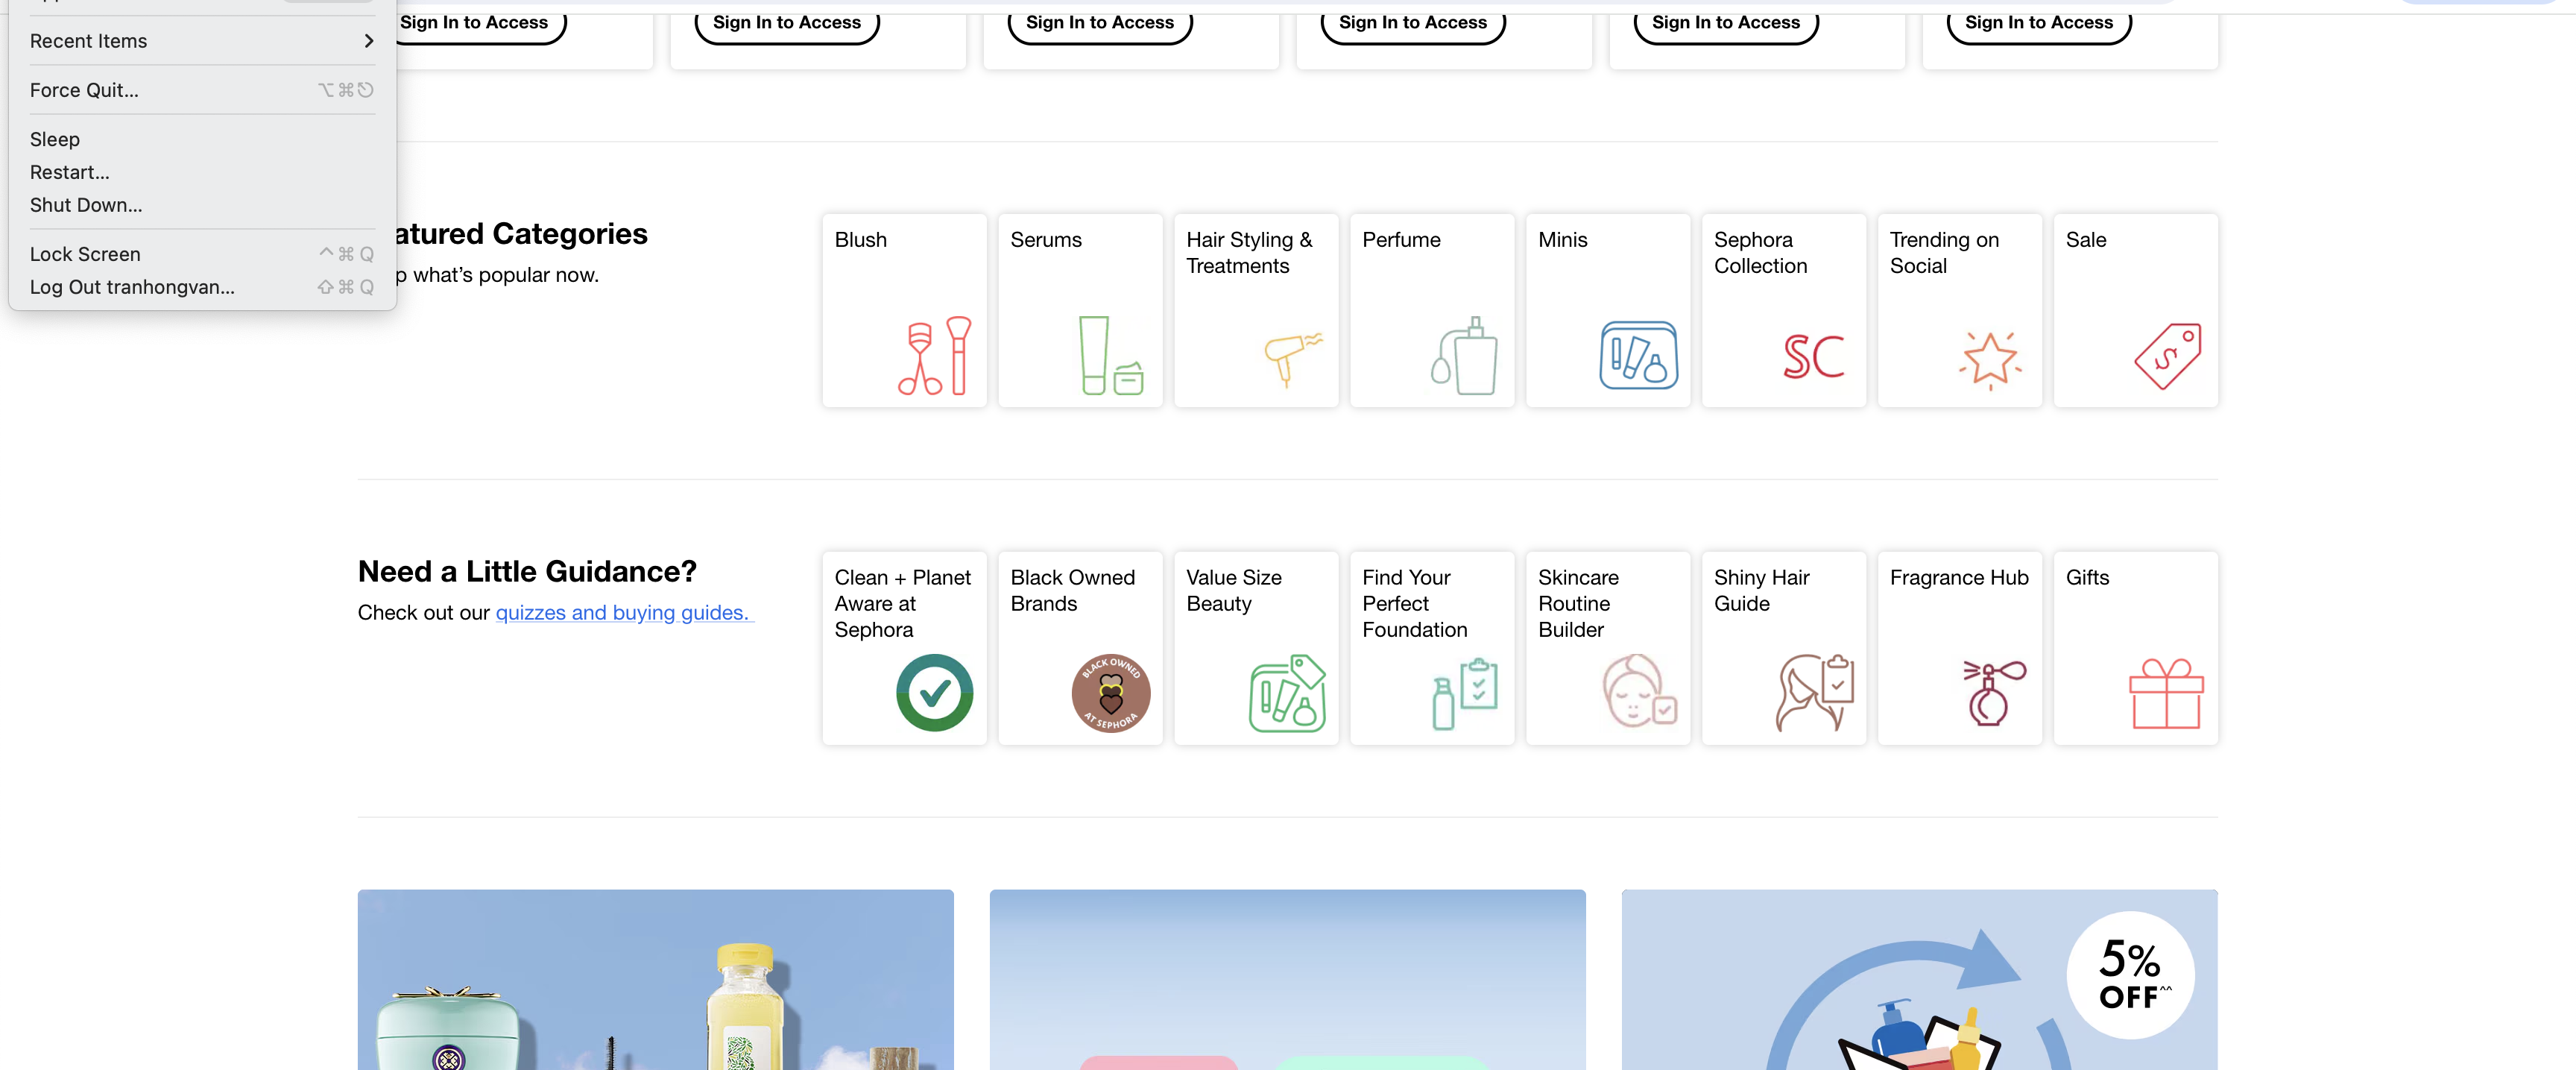 Recent Items
Force Quit... ⌥⌘⎋
Sleep
Restart...
Shut Down...
Lock Screen ^⌘Q
Log Out tranhongvan... ⇧⌘Q
Sign In to Access
Sign In to Access
Sign In to Access
Sign In to Access
Sign In to Access
Sign In to Access
atured Categories
p what's popular now.
Blush
Serums
Hair Styling &
Treatments
Perfume
Minis
Sephora
Collection
SC
Trending on
Social
Sale
$
Need a Little Guidance?
Check out our quizzes and buying guides.
Clean + Planet
Aware at
Sephora
Black Owned
Brands
BLACK OWNED
AT SEPHORA
Value Size
Beauty
Find Your
Perfect
Foundation
Skincare
Routine
Builder
Shiny Hair
Guide
Fragrance Hub
Gifts
B
5%
OFF^^